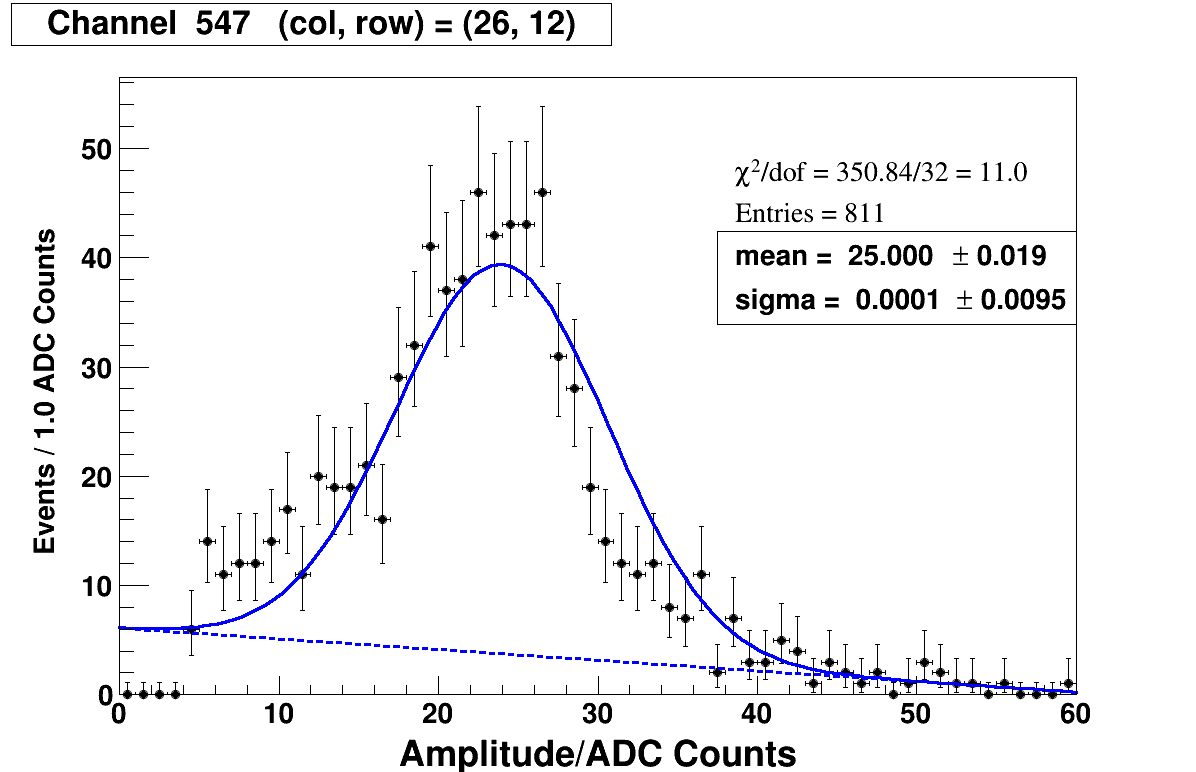 Channel 547 (col, row) = (26, 12)
χ²/dof = 350.84/32 = 11.0
Entries = 811
mean = 25.000 ± 0.019
sigma = 0.0001 ± 0.0095
Events / 1.0 ADC Counts
50
40
30
20
10
0
0 10 20 30 40 50 60
Amplitude/ADC Counts